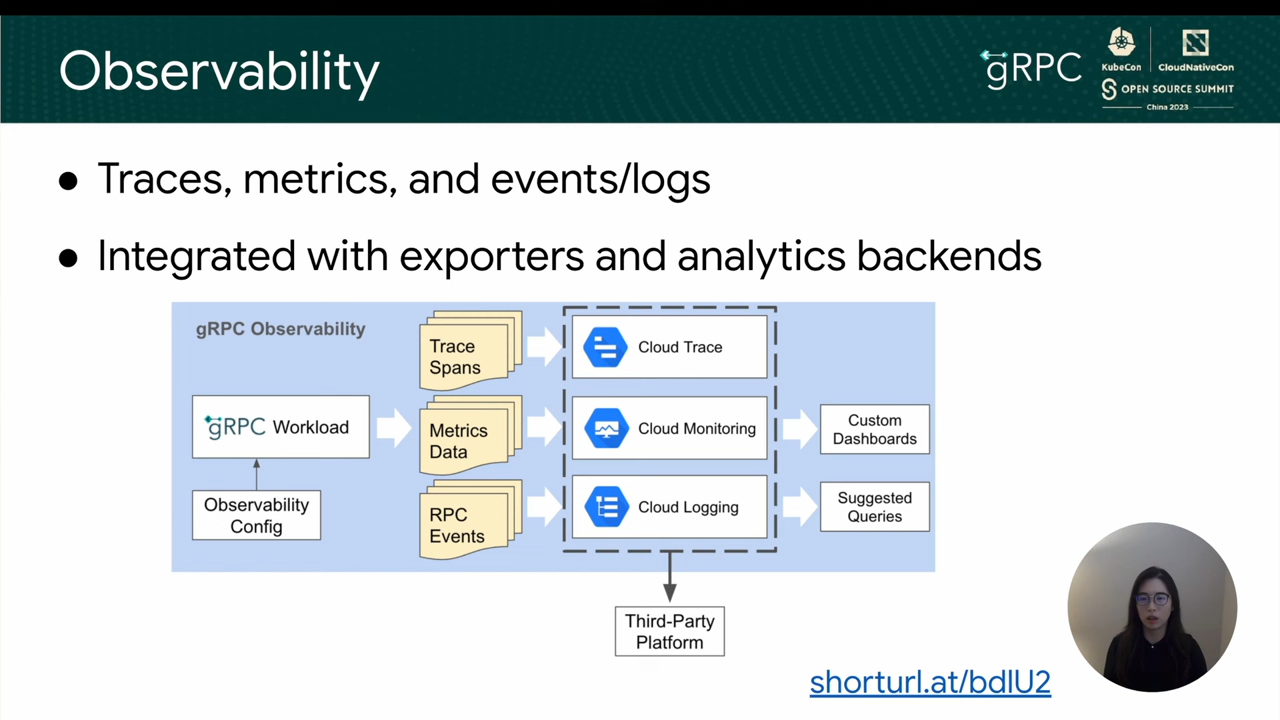 Observability
gRPC
KubeCon
CloudNativeCon
OPEN SOURCE SUMMIT
China 2023
● Traces, metrics, and events/logs
● Integrated with exporters and analytics backends
gRPC Observability
gRPC Workload
Observability
Config
Trace
Spans
Metrics
Data
RPC
Events
Cloud Trace
Cloud Monitoring
Cloud Logging
Custom
Dashboards
Suggested
Queries
Third-Party
Platform
shorturl.at/bdlU2